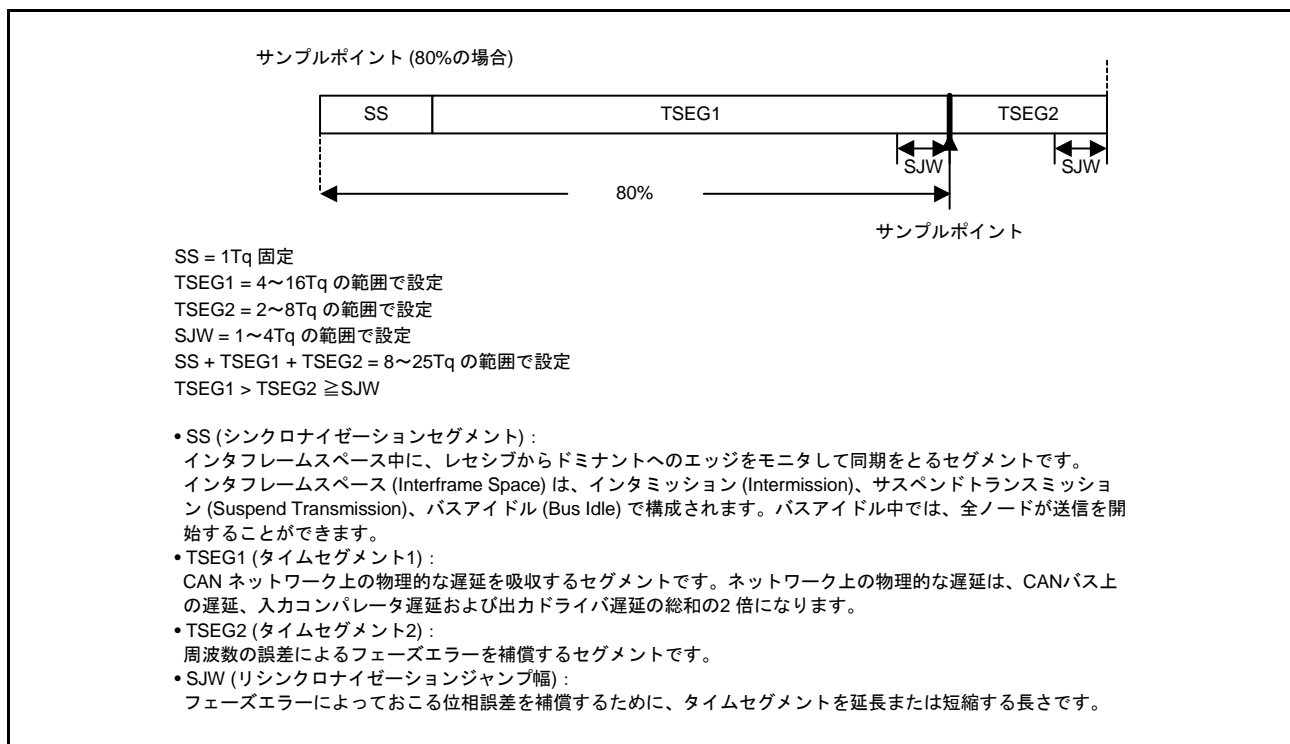 サンプルポイント (80%の場合)
SS
TSEG1
TSEG2
SJW
SJW
80%
サンプルポイント
SS = 1Tq 固定
TSEG1 = 4～16Tq の範囲で設定
TSEG2 = 2～8Tq の範囲で設定
SJW = 1～4Tq の範囲で設定
SS + TSEG1 + TSEG2 = 8～25Tq の範囲で設定
TSEG1 > TSEG2 ≧SJW
• SS (シンクロナイゼーションセグメント) :
インタフレームスペース中に、レセシブからドミナントへのエッジをモニタして同期をとるセグメントです。
インタフレームスペース (Interframe Space) は、インタミッション (Intermission)、サスペンドトランスミッショ
ン (Suspend Transmission)、バスアイドル (Bus Idle) で構成されます。バスアイドル中では、全ノードが送信を開
始することができます。
• TSEG1 (タイムセグメント1) :
CAN ネットワーク上の物理的な遅延を吸収するセグメントです。ネットワーク上の物理的な遅延は、CANバス上
の遅延、入力コンパレータ遅延および出力ドライバ遅延の総和の2 倍になります。
• TSEG2 (タイムセグメント2) :
周波数の誤差によるフェーズエラーを補償するセグメントです。
• SJW (リシンクロナイゼーションジャンプ幅) :
フェーズエラーによっておこる位相誤差を補償するために、タイムセグメントを延長または短縮する長さです。